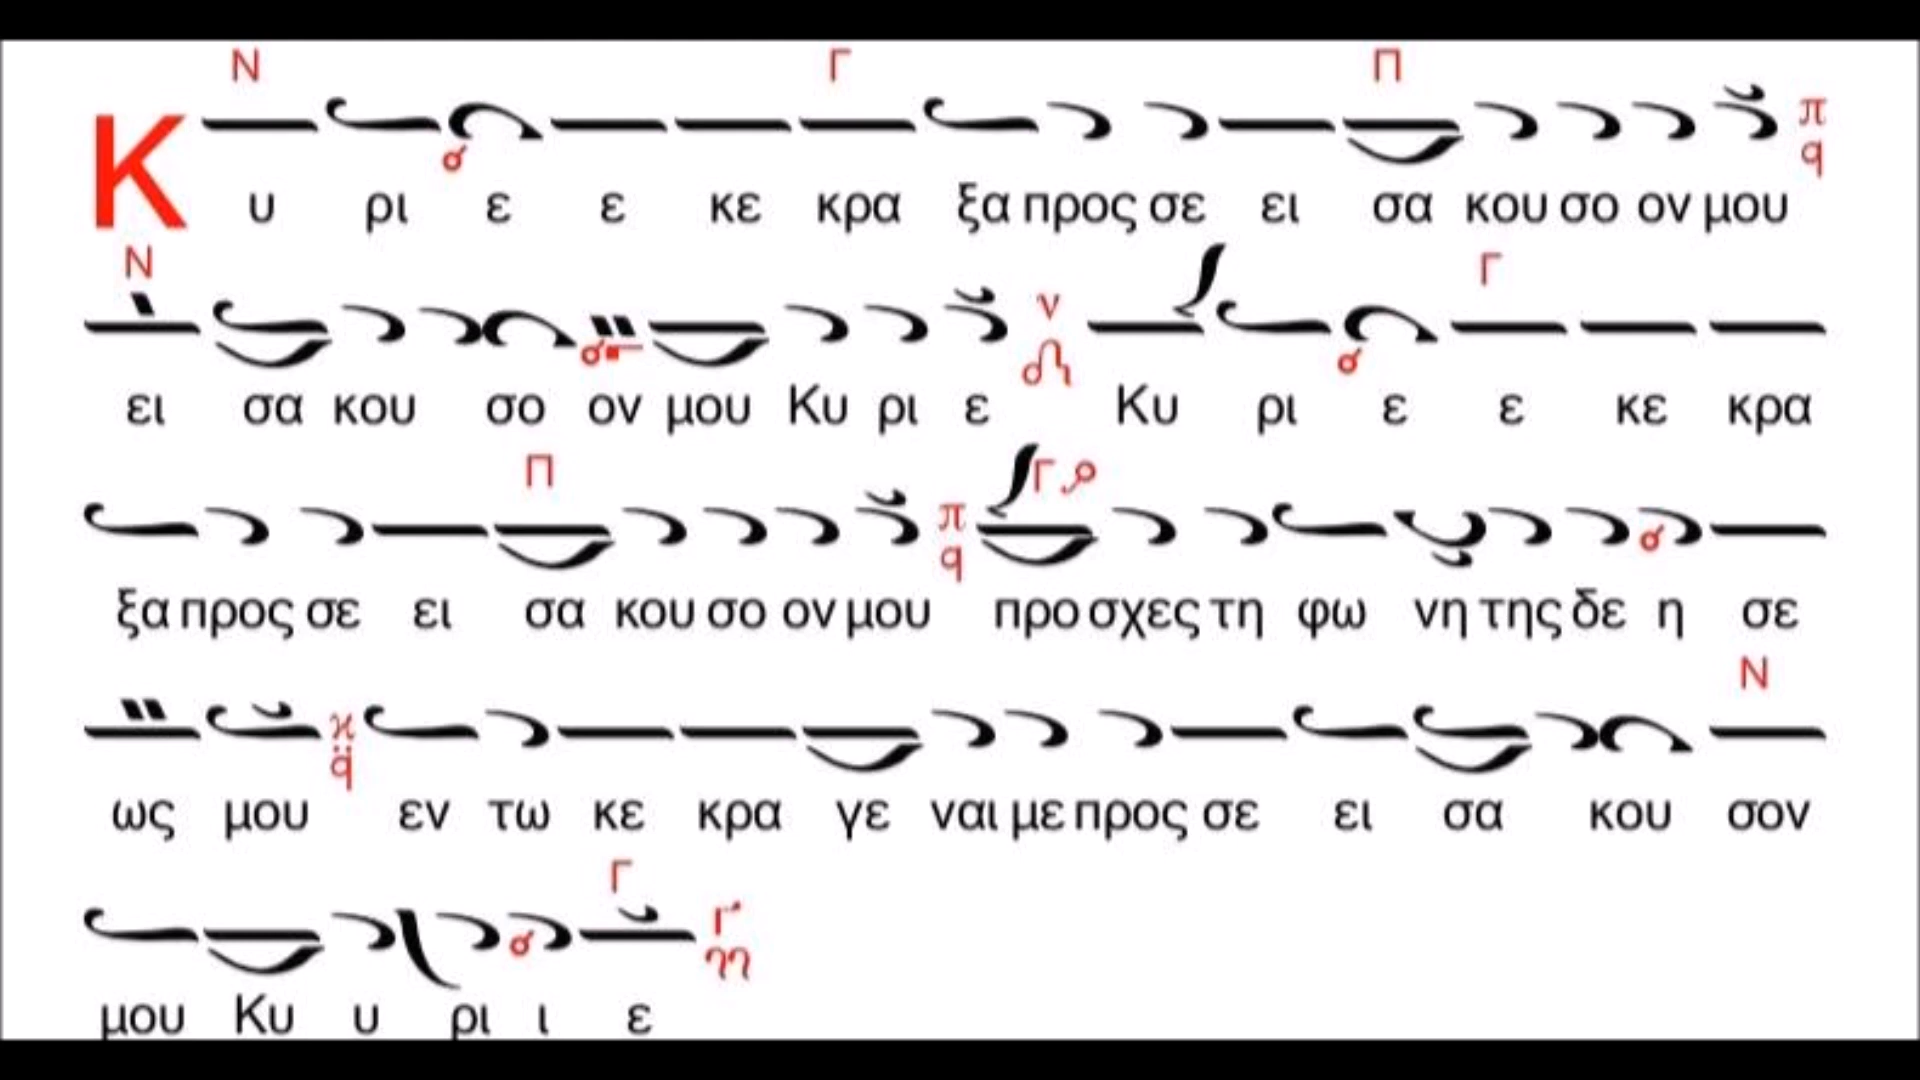 Ν Γ Π
Κ υ ρι ε ε κε κρα ξα προς σε ει σα κου σο ον μου π q
Ν Γ
ει σα κου σο ον μου Κυ ρι ε ν Κυ ρι ε ε κε κρα
Π Γ
ξα προς σε ει σα κου σο ον μου π q προ σχες τη φω νη της δε η σε
Ν
ως μου ϰ q̈ εν τω κε κρα γε ναι με προς σε ει σα κου σον
Γ
μου Κυ υ ρι ι ε Γ